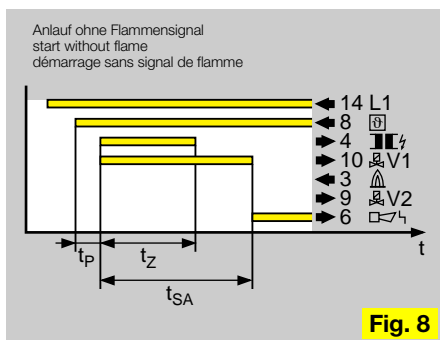 Anlauf ohne Flammensignal
start without flame
démarrage sans signal de flamme
14 L1
8
4
10 V1
3
9 V2
6
t
tP tZ
tSA
Fig. 8